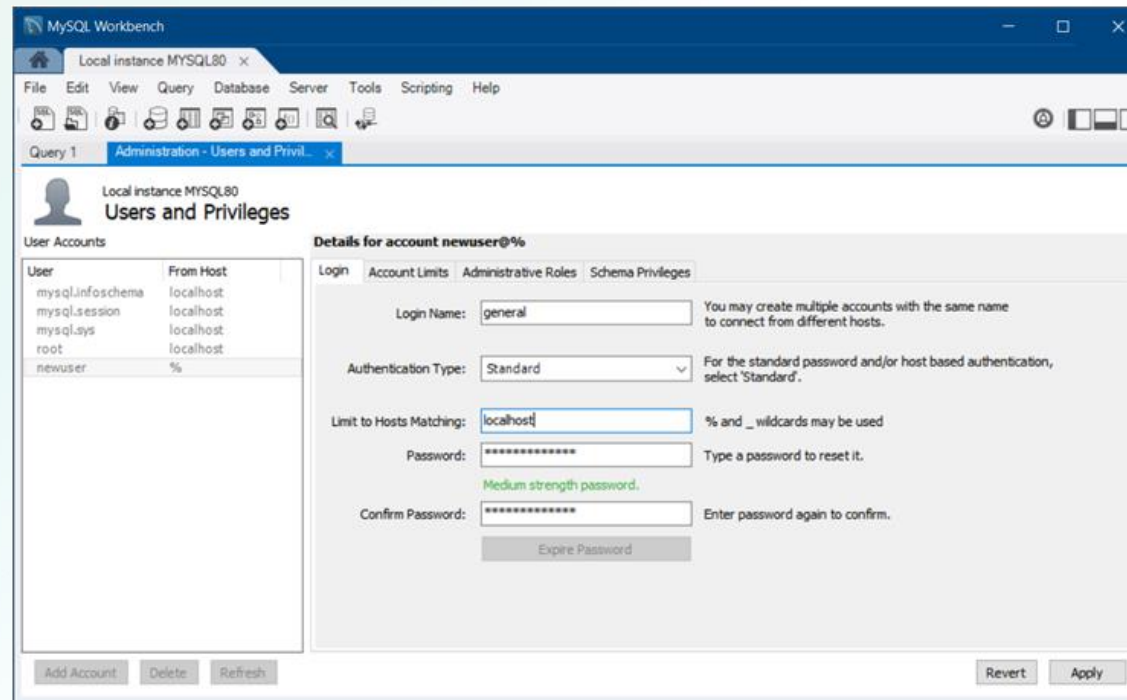 MySQL Workbench
Local instance MYSQL80
File Edit View Query Database Server Tools Scripting Help
Query 1 Administration - Users and Privil...
Local instance MYSQL80
Users and Privileges
User Accounts
User From Host
mysql.infoschema localhost
mysql.session localhost
mysql.sys localhost
root localhost
newuser %
Add Account Delete Refresh
Details for account newuser@%
Login Account Limits Administrative Roles Schema Privileges
Login Name: general You may create multiple accounts with the same name
to connect from different hosts.
Authentication Type: Standard For the standard password and/or host based authentication,
select 'Standard'.
Limit to Hosts Matching: localhost % and _ wildcards may be used
Password: ************* Type a password to reset it.
Medium strength password.
Confirm Password: ************* Enter password again to confirm.
Expire Password
Revert Apply